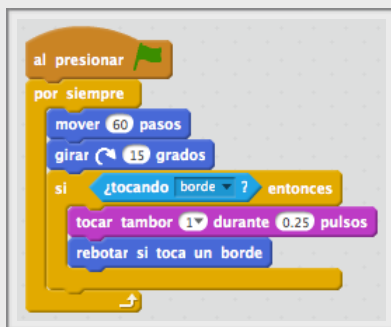 al presionar
por siempre
mover 60 pasos
girar 15 grados
si ¿tocando borde ? entonces
tocar tambor 1 durante 0.25 pulsos
rebotar si toca un borde